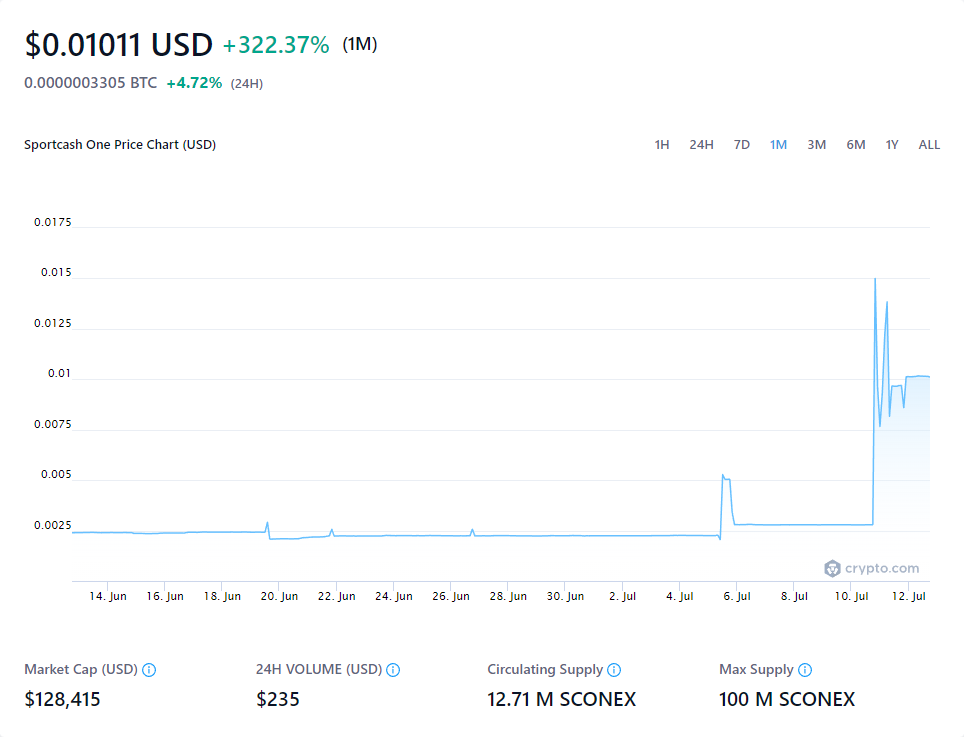 $0.01011 USD +322.37% (1M)
0.0000003305 BTC +4.72% (24H)
Sportcash One Price Chart (USD)
1H 24H 7D 1M 3M 6M 1Y ALL
0.0175
0.015
0.0125
0.01
0.0075
0.005
0.0025
crypto.com
14. Jun 16. Jun 18. Jun 20. Jun 22. Jun 24. Jun 26. Jun 28. Jun 30. Jun 2. Jul 4. Jul 6. Jul 8. Jul 10. Jul 12. Jul
Market Cap (USD) 24H VOLUME (USD) Circulating Supply Max Supply
$128,415 $235 12.71 M SCONEX 100 M SCONEX